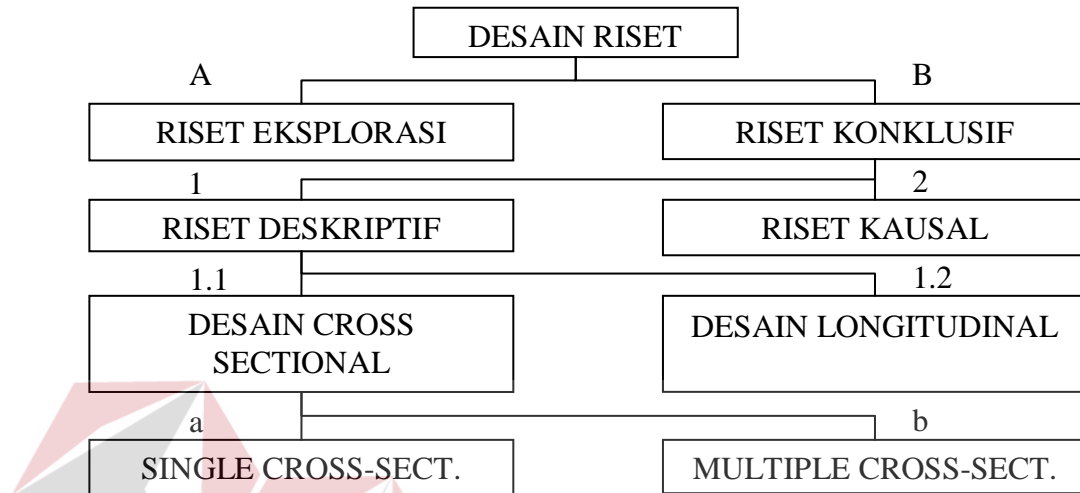 DESAIN RISET
A
B
RISET EKSPLORASI
RISET KONKLUSIF
1
2
RISET DESKRIPTIF
RISET KAUSAL
1.1
1.2
DESAIN CROSS
SECTIONAL
DESAIN LONGITUDINAL
a
b
SINGLE CROSS-SECT.
MULTIPLE CROSS-SECT.